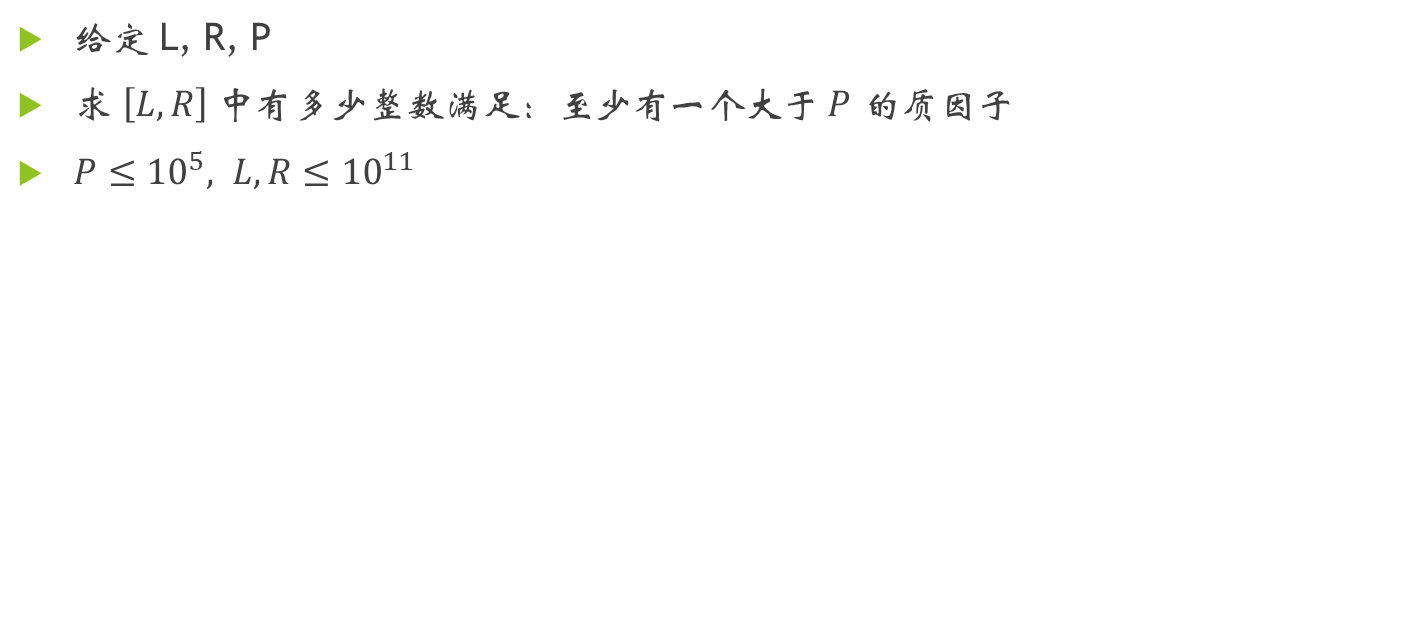 给定 L, R, P
求 [L, R] 中有多少整数满足：至少有一个大于 P 的质因子
P ≤ 10⁵, L, R ≤ 10¹¹